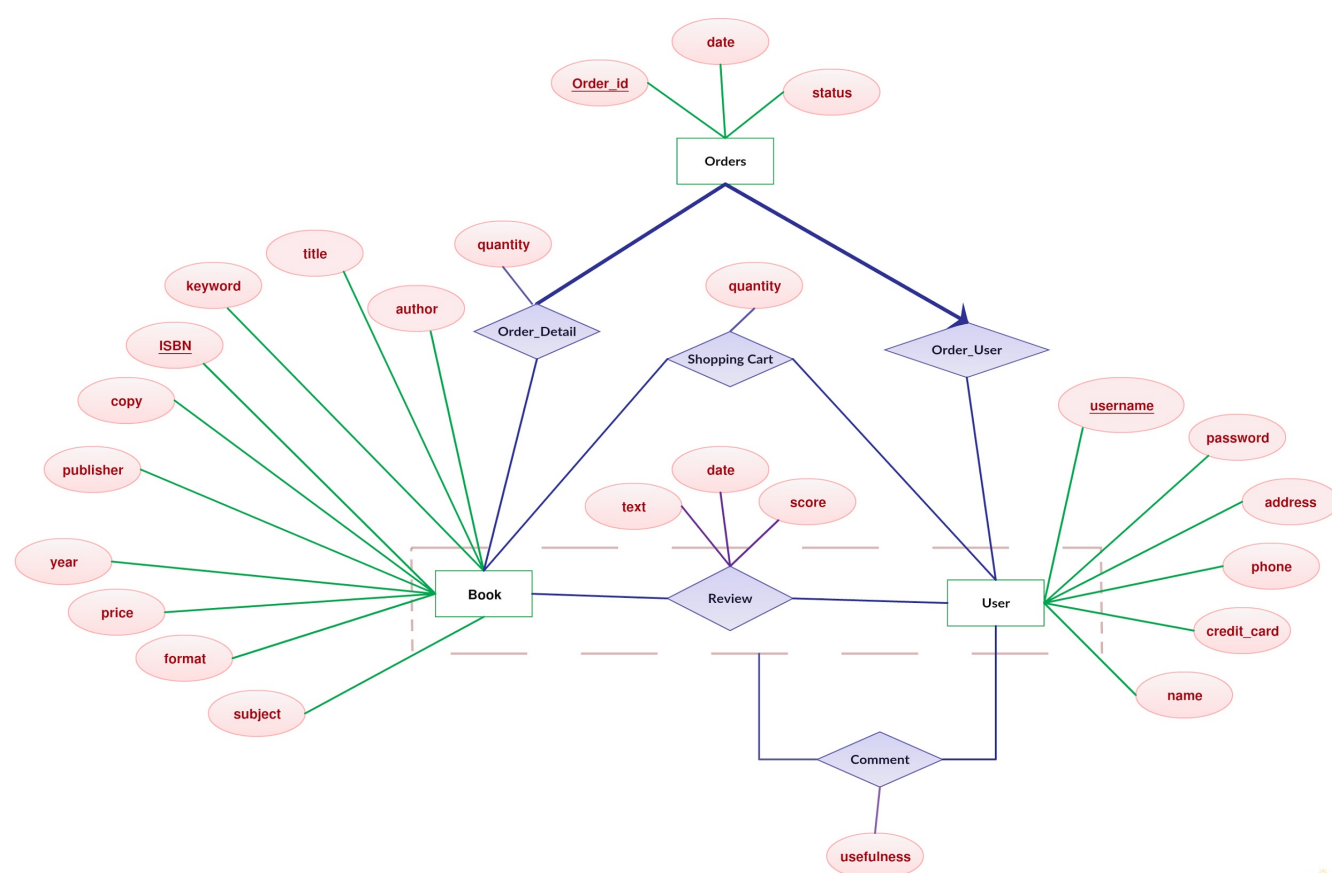 date
Order_id
status
Orders
quantity
title
keyword
quantity
author
Order_Detail
ISBN
Shopping Cart
Order_User
copy
username
password
publisher
date
text
score
address
year
phone
Book
Review
User
price
credit_card
format
name
subject
Comment
usefulness